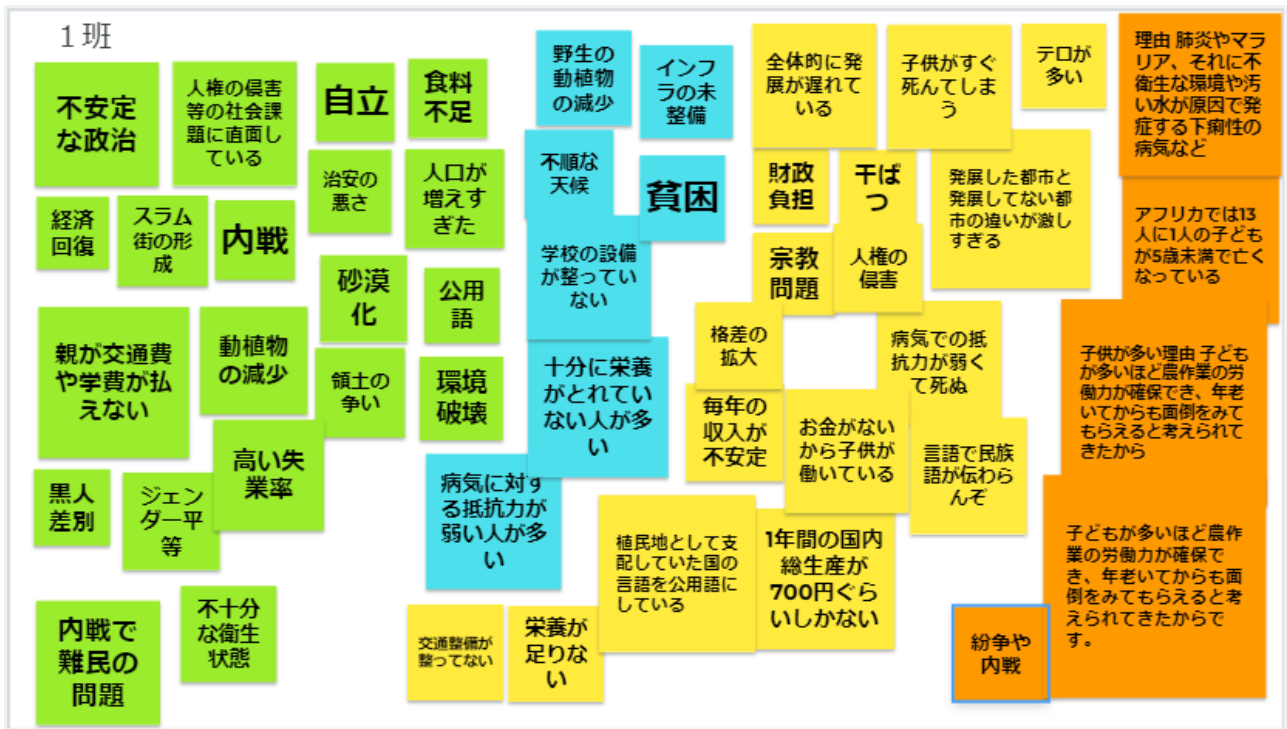 1班
不安定
な政治
人権の侵害
等の社会課
題に直面し
ている
自立
食料
不足
経済
回復
スラム
街の形
成
内戦
治安の
悪さ
人口が
増えす
ぎた
砂漠
化
公用
語
親が交通費
や学費が払
えない
動植物
の減少
領土の
争い
環境
破壊
高い失
業率
黒人
差別
ジェン
ダー平
等
内戦で
難民の
問題
不十分
な衛生
状態
野生の
動植物
の減少
インフ
ラの未
整備
不順な
天候
貧困
学校の設備
が整ってい
ない
十分に栄養
がとれてい
ない人が多
い
病気に対す
る抵抗力が
弱い人が多
い
全体的に発
展が遅れて
いる
子供がすぐ
死んてしま
う
テロが
多い
財政
負担
干ば
つ
発展した都市と
発展してない都
市の違いが激し
すぎる
宗教
問題
人権の
侵害
格差の
拡大
病気での抵
抗力が弱く
て死ぬ
毎年の
収入が
不安定
お金がない
から子供が
働いている
言語で民族
語が伝わら
んぞ
植民地として支
配していた国の
言語を公用語に
している
1年間の国内
総生産が
700円ぐら
いしかない
交通整備が
整ってない
栄養が
足りな
い
理由 肺炎やマラ
リア、それに不
衛生な環境や汚
い水が原因で発
症する下痢性の
病気など
アフリカでは13
人に1人の子ども
が5歳未満で亡く
なっている
子供が多い理由 子ども
が多いほど農作業の労
働力が確保でき、年老
いてからも面倒をみて
もらえると考えられて
きたから
子どもが多いほど農作
業の労働力が確保で
き、年老いてからも面
倒をみてもらえると考
えられてきたからで
す。
紛争や
内戦